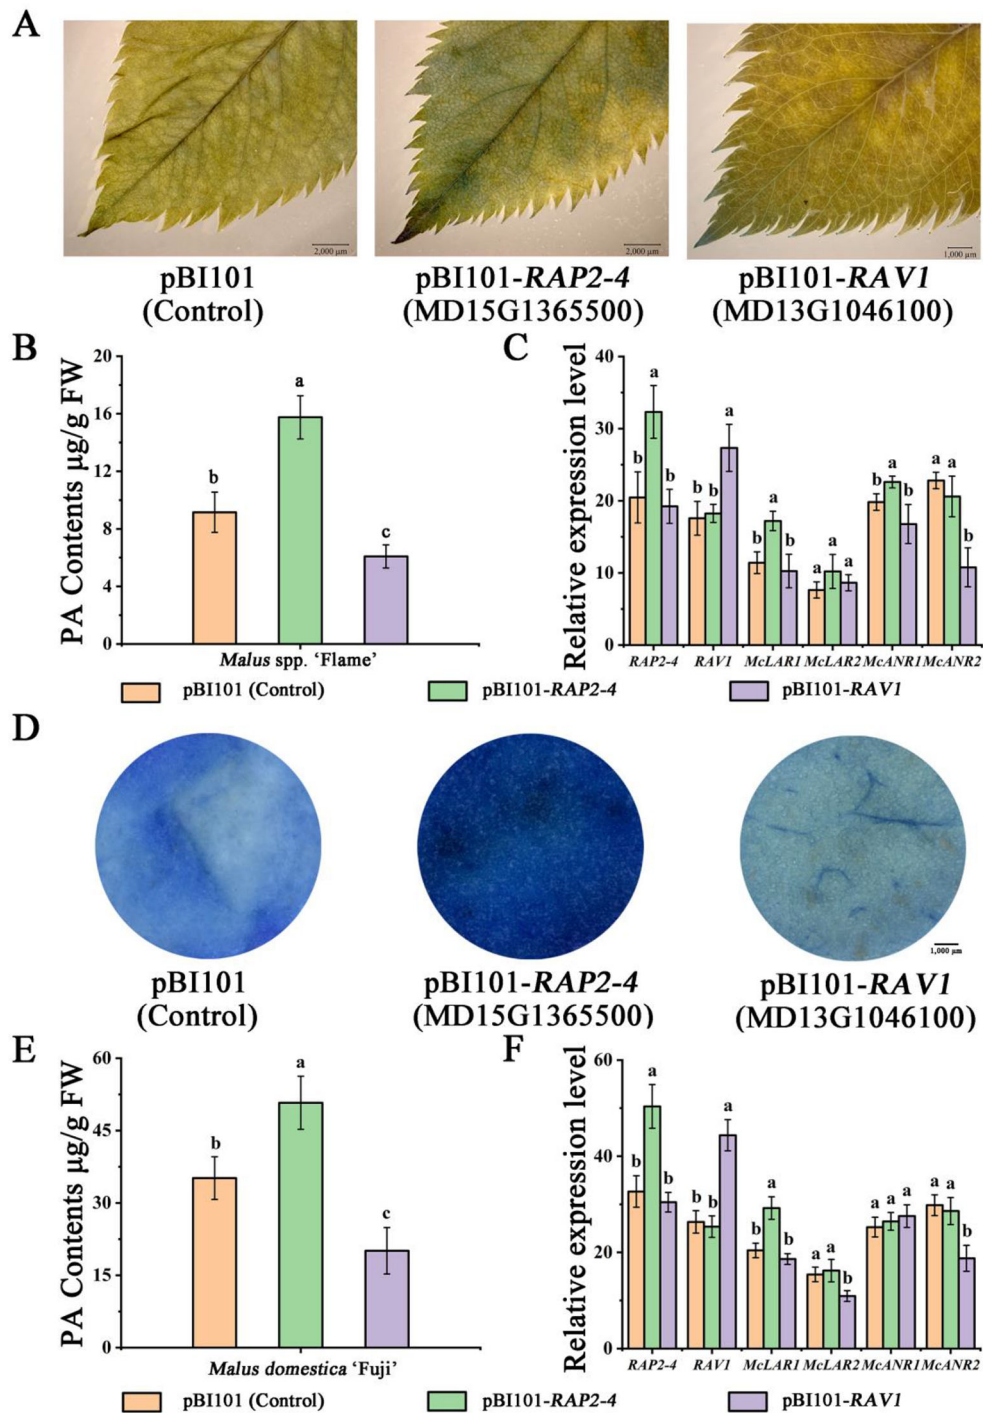 A
2,000 μm
2,000 μm
1,000 μm
pBI101
(Control)
pBI101-RAP2-4
(MD15G1365500)
pBI101-RAV1
(MD13G1046100)
B
PA Contents μg/g FW
20
16
12
8
4
0
b
a
c
Malus spp. ‘Flame’
C
Relative expression level
40
30
20
10
0
b a b
b b a
b a b
a a a
b a b
a a b
RAP2-4 RAV1 McLAR1 McLAR2 McANR1 McANR2
pBI101 (Control)
pBI101-RAP2-4
pBI101-RAV1
D
1,000 μm
pBI101
(Control)
pBI101-RAP2-4
(MD15G1365500)
pBI101-RAV1
(MD13G1046100)
E
PA Contents μg/g FW
60
45
30
15
0
b
a
c
Malus domestica ‘Fuji’
F
Relative expression level
60
40
20
0
b a b
b b a
b a b
a a b
a a a
a a b
RAP2-4 RAV1 McLAR1 McLAR2 McANR1 McANR2
pBI101 (Control)
pBI101-RAP2-4
pBI101-RAV1